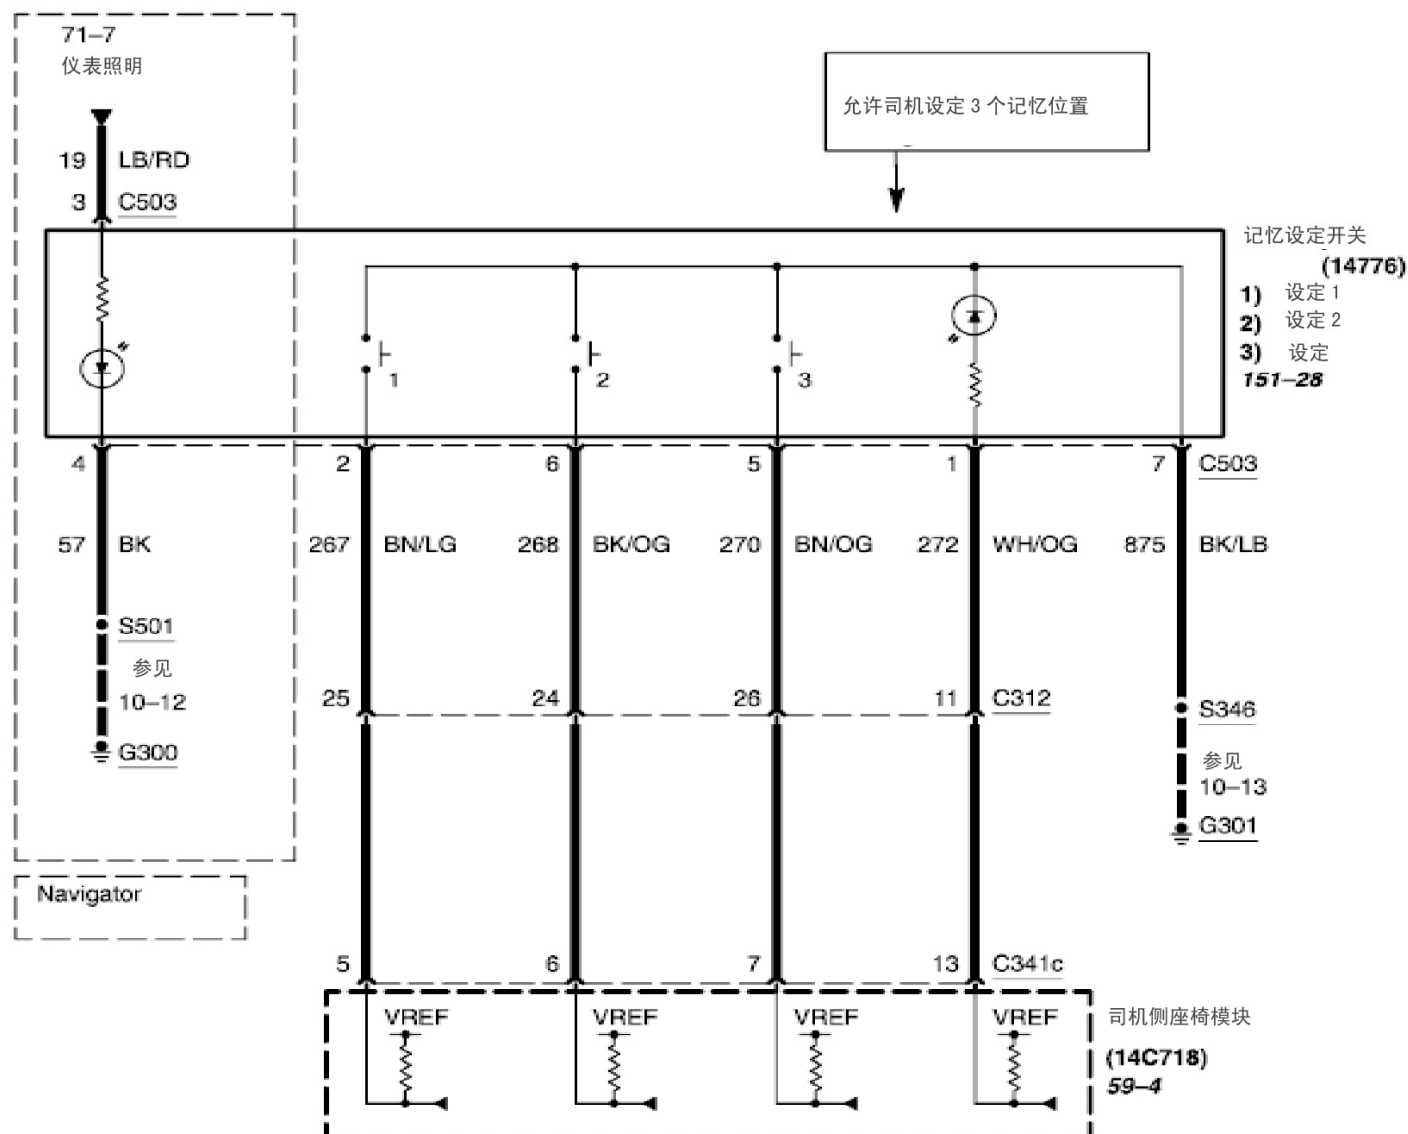 71–7
仪表照明
允许司机设定 3 个记忆位置
19 LB/RD
3 C503
记忆设定开关
(14776)
1) 设定 1
2) 设定 2
3) 设定
151–28
1
2
3
4 2 6 5 1 7 C503
57 BK 267 BN/LG 268 BK/OG 270 BN/OG 272 WH/OG 875 BK/LB
S501
参见
10–12
G300
25 24 26 11 C312
S346
参见
10–13
G301
Navigator
5 6 7 13 C341c
VREF VREF VREF VREF
司机侧座椅模块
(14C718)
59–4